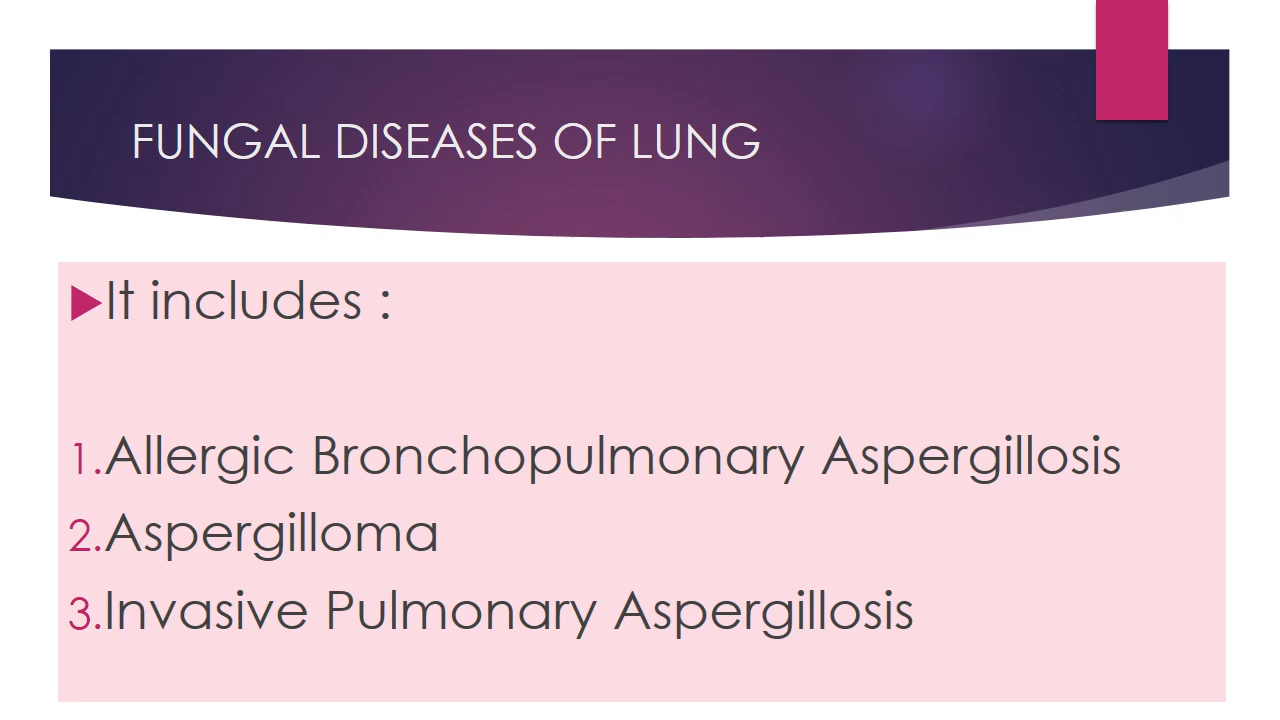 FUNGAL DISEASES OF LUNG
It includes :
1.Allergic Bronchopulmonary Aspergillosis
2.Aspergilloma
3.Invasive Pulmonary Aspergillosis